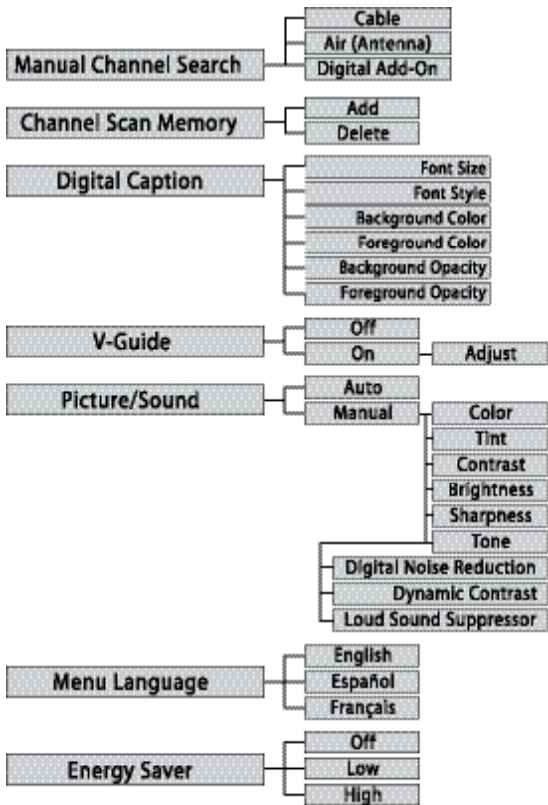 Cable
Air (Antenna)
Manual Channel Search
Digital Add-On
Add
Channel Scan Memory
Delete
Digital Caption
Font Size
Font Style
Background Color
Foreground Color
Background Opacity
Foreground Opacity
V-Guide
Off
On
Adjust
Picture/Sound
Auto
Manual
Color
Tint
Contrast
Brightness
Sharpness
Tone
Digital Noise Reduction
Dynamic Contrast
Loud Sound Suppressor
Menu Language
English
Español
Français
Energy Saver
Off
Low
High